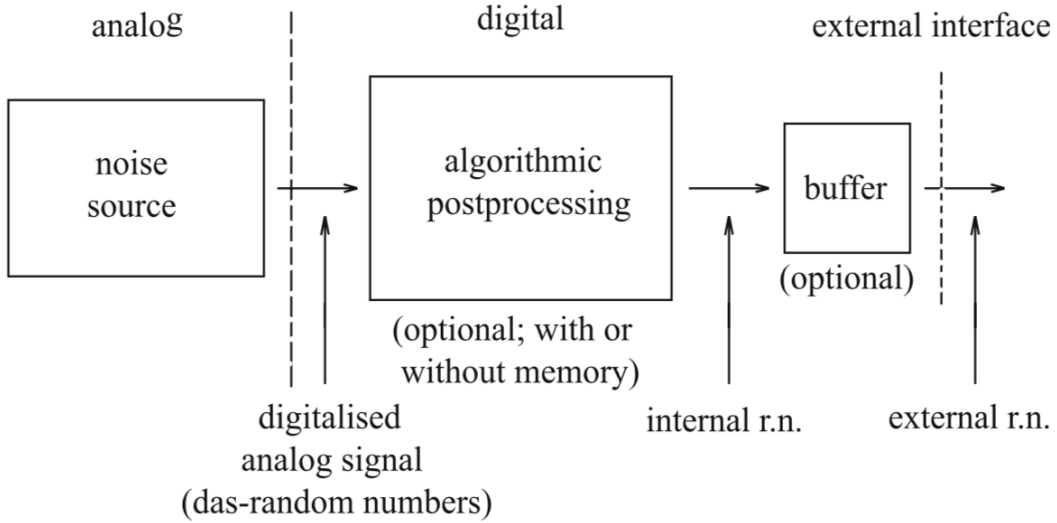 analog
digital
external interface
noise
source
algorithmic
postprocessing
buffer
(optional)
(optional; with or
without memory)
digitalised
analog signal
(das-random numbers)
internal r.n.
external r.n.